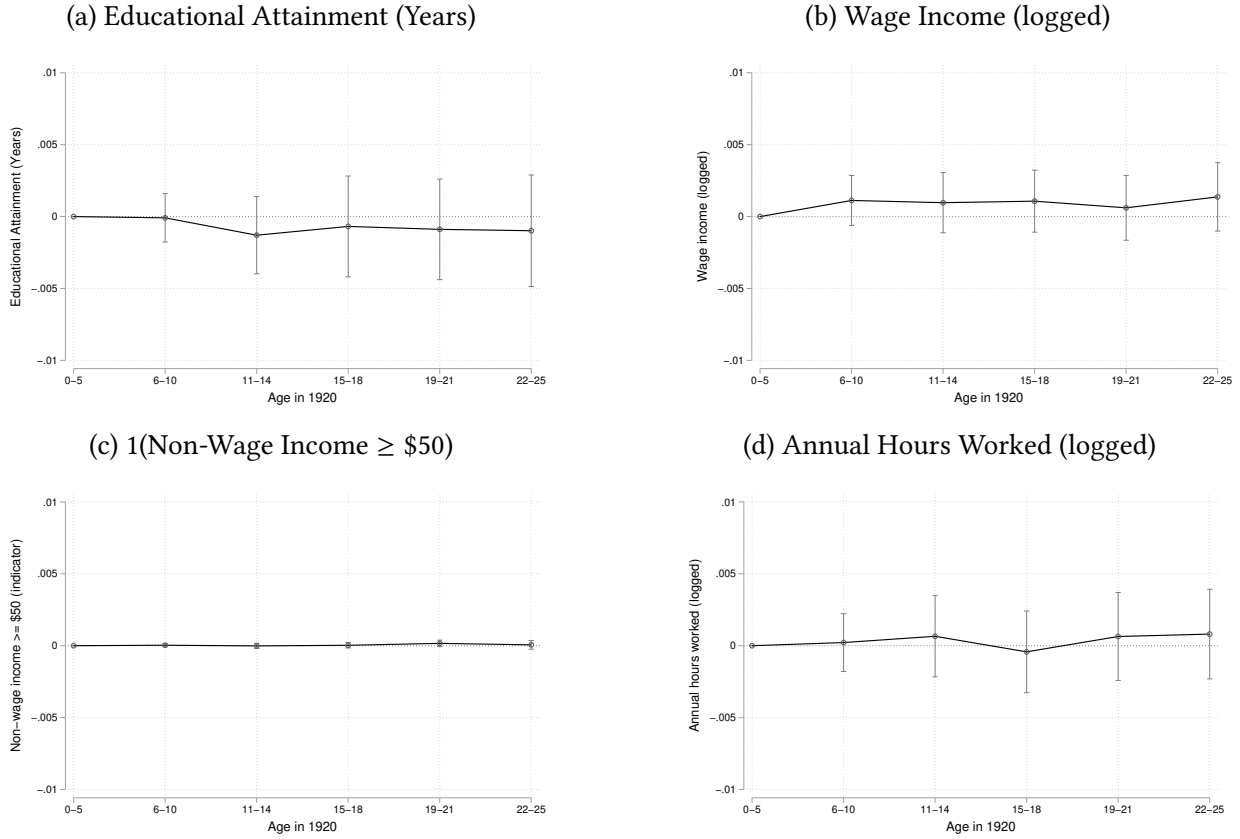 (a) Educational Attainment (Years)
.01
.005
0
−.005
−.01
Educational Attainment (Years)
0−5 6−10 11−14 15−18 19−21 22−25
Age in 1920
(b) Wage Income (logged)
.01
.005
0
−.005
−.01
Wage income (logged)
0−5 6−10 11−14 15−18 19−21 22−25
Age in 1920
(c) 1(Non-Wage Income ≥ $50)
.01
.005
0
−.005
−.01
Non−wage income >= $50 (indicator)
0−5 6−10 11−14 15−18 19−21 22−25
Age in 1920
(d) Annual Hours Worked (logged)
.01
.005
0
−.005
−.01
Annual hours worked (logged)
0−5 6−10 11−14 15−18 19−21 22−25
Age in 1920